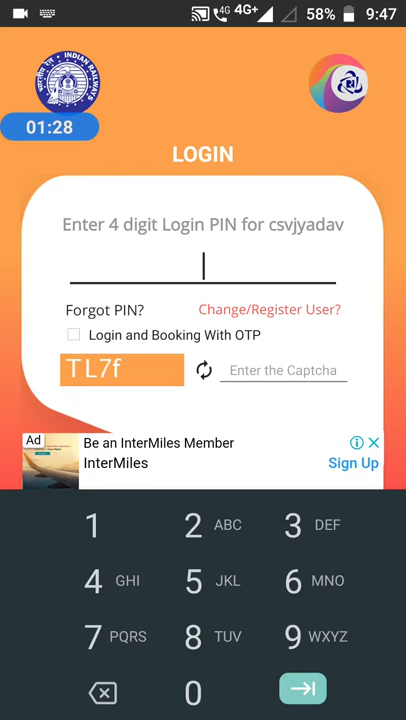 4G 4G+ 58% 9:47
INDIAN RAILWAYS
01:28
LOGIN
Enter 4 digit Login PIN for csvjyadav
Forgot PIN? Change/Register User?
Login and Booking With OTP
TL7f Enter the Captcha
Ad Be an InterMiles Member
InterMiles Sign Up
1 2 ABC 3 DEF
4 GHI 5 JKL 6 MNO
7 PQRS 8 TUV 9 WXYZ
0